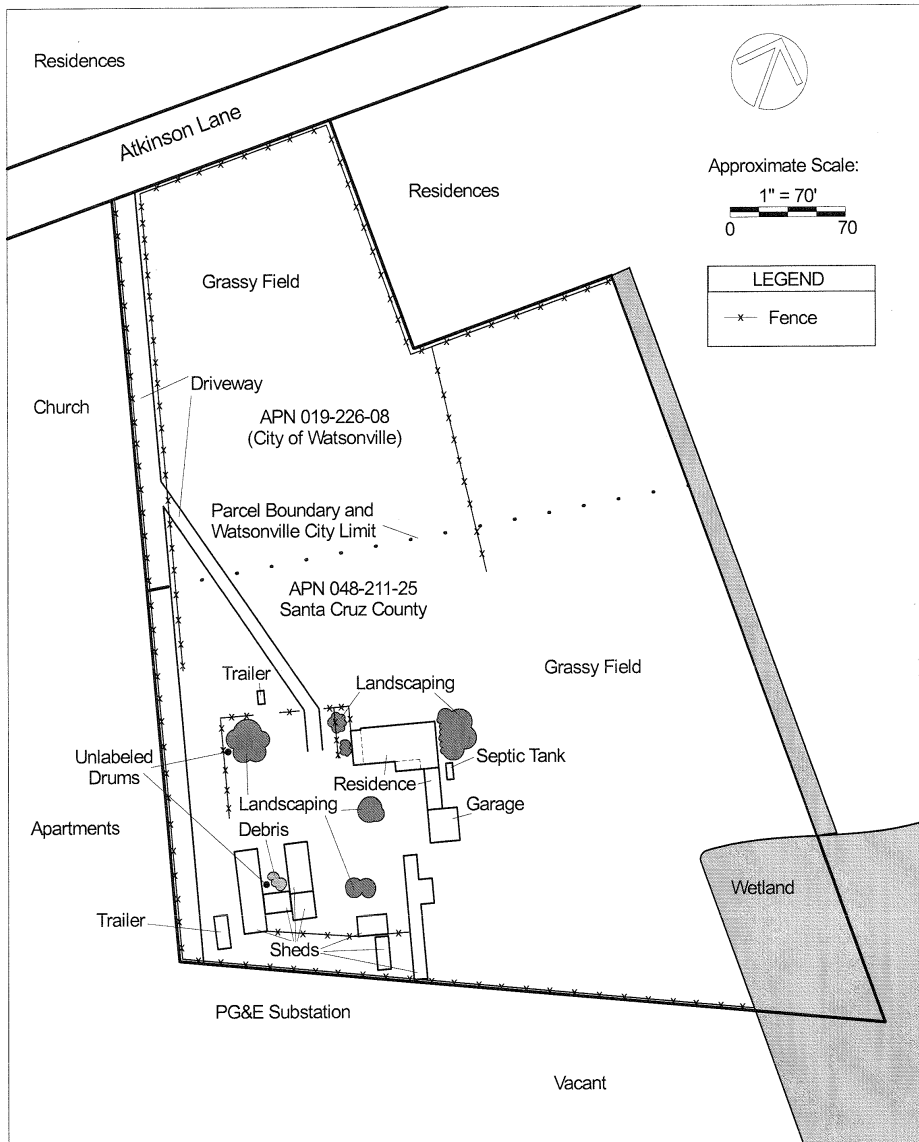 Residences
Atkinson Lane
Residences
Approximate Scale:
1" = 70'
0 70
LEGEND
x Fence
Grassy Field
Driveway
Church
APN 019-226-08
(City of Watsonville)
Parcel Boundary and
Watsonville City Limit
APN 048-211-25
Santa Cruz County
Grassy Field
Trailer
Landscaping
Unlabeled
Drums
Septic Tank
Residence
Landscaping
Garage
Apartments
Debris
Wetland
Trailer
Sheds
PG&E Substation
Vacant